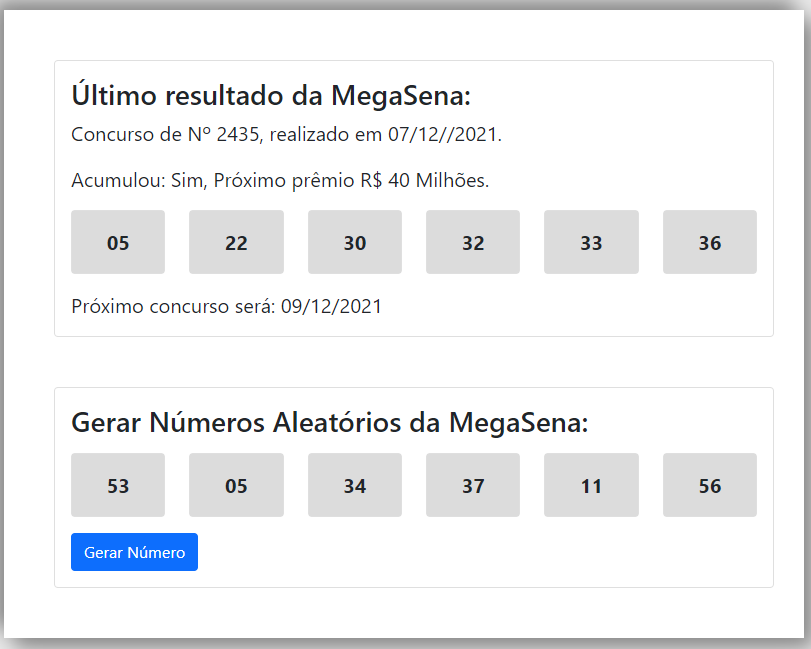 Último resultado da MegaSena:
Concurso de Nº 2435, realizado em 07/12//2021.
Acumulou: Sim, Próximo prêmio R$ 40 Milhões.
05 22 30 32 33 36
Próximo concurso será: 09/12/2021
Gerar Números Aleatórios da MegaSena:
53 05 34 37 11 56
Gerar Número